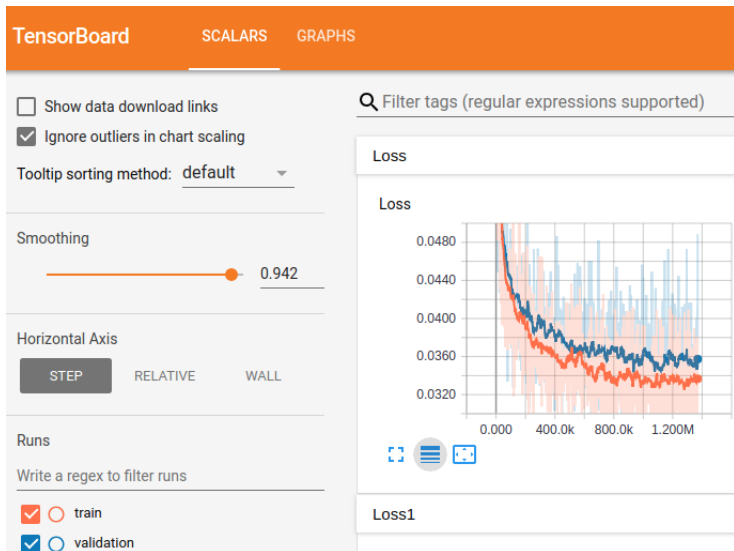 TensorBoard SCALARS GRAPHS
Show data download links
Ignore outliers in chart scaling
Tooltip sorting method: default
Smoothing
0.942
Horizontal Axis
STEP RELATIVE WALL
Runs
Write a regex to filter runs
train
validation
Filter tags (regular expressions supported)
Loss
Loss
0.0480
0.0440
0.0400
0.0360
0.0320
0.000 400.0k 800.0k 1.200M
Loss1